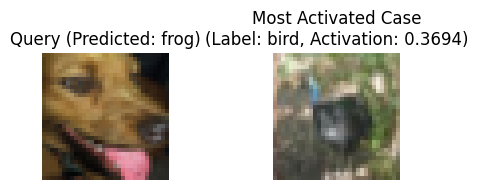 Most Activated Case
Query (Predicted: frog) (Label: bird, Activation: 0.3694)